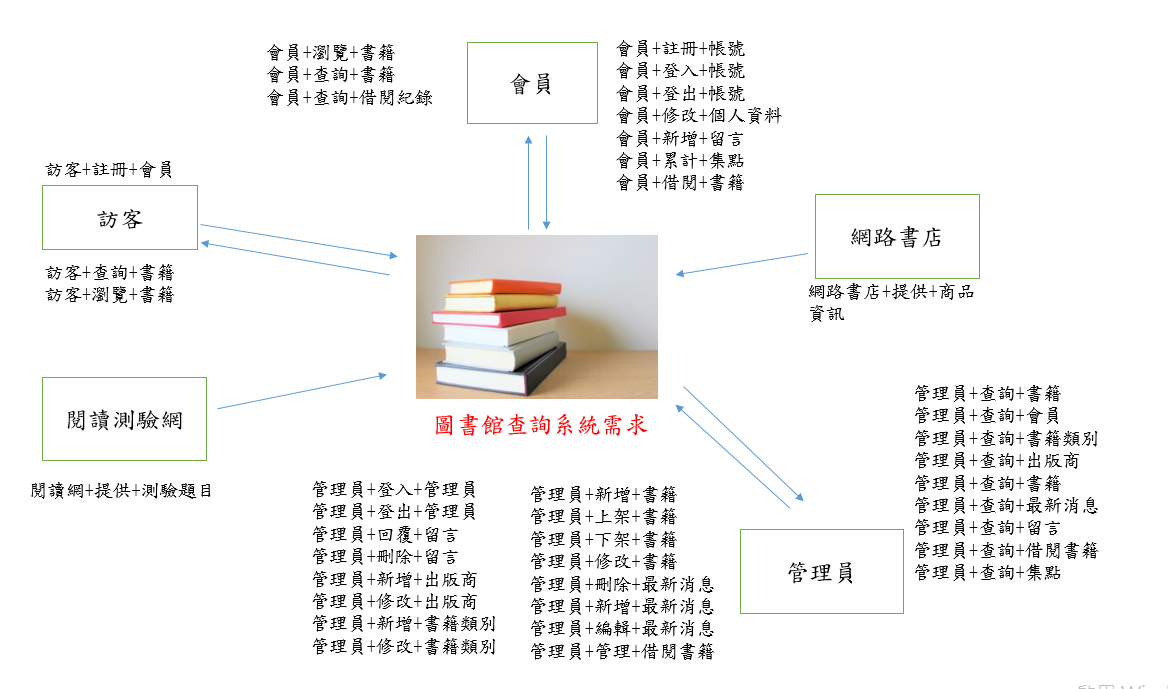 會員+瀏覽+書籍
會員+查詢+書籍
會員+查詢+借閱紀錄
會員
會員+註冊+帳號
會員+登入+帳號
會員+登出+帳號
會員+修改+個人資料
會員+新增+留言
會員+累計+集點
會員+借閱+書籍
訪客+註冊+會員
訪客
訪客+查詢+書籍
訪客+瀏覽+書籍
網路書店
網路書店+提供+商品
資訊
閱讀測驗網
閱讀網+提供+測驗題目
圖書館查詢系統需求
管理員+登入+管理員
管理員+登出+管理員
管理員+回覆+留言
管理員+刪除+留言
管理員+新增+出版商
管理員+修改+出版商
管理員+新增+書籍類別
管理員+修改+書籍類別
管理員+新增+書籍
管理員+上架+書籍
管理員+下架+書籍
管理員+修改+書籍
管理員+刪除+最新消息
管理員+新增+最新消息
管理員+編輯+最新消息
管理員+管理+借閱書籍
管理員
管理員+查詢+書籍
管理員+查詢+會員
管理員+查詢+書籍類別
管理員+查詢+出版商
管理員+查詢+書籍
管理員+查詢+最新消息
管理員+查詢+留言
管理員+查詢+借閱書籍
管理員+查詢+集點